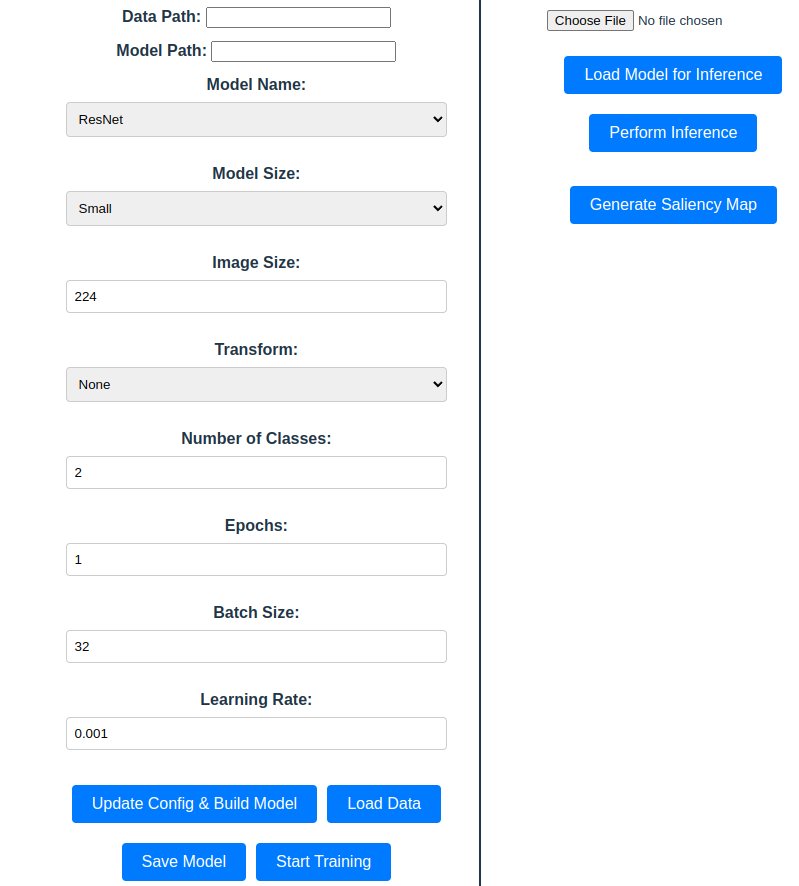 Data Path:
Model Path:
Model Name:
ResNet
Model Size:
Small
Image Size:
224
Transform:
None
Number of Classes:
2
Epochs:
1
Batch Size:
32
Learning Rate:
0.001
Update Config & Build Model
Load Data
Save Model
Start Training
Choose File No file chosen
Load Model for Inference
Perform Inference
Generate Saliency Map